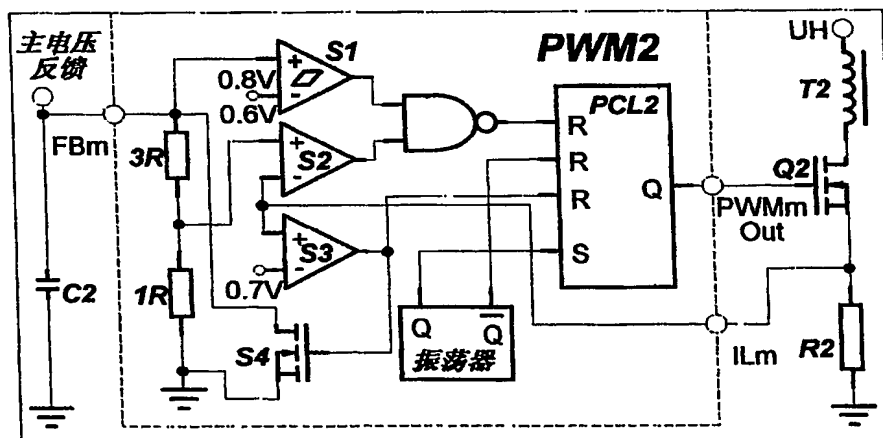 主电压
反馈
FBm
C2
3R
1R
0.8V
0.6V
S1
S2
S3
0.7V
S4
PWM2
PCL2
R
R
R
S
Q
Q
Q
振荡器
UH
T2
Q2
PWMm
Out
ILm
R2